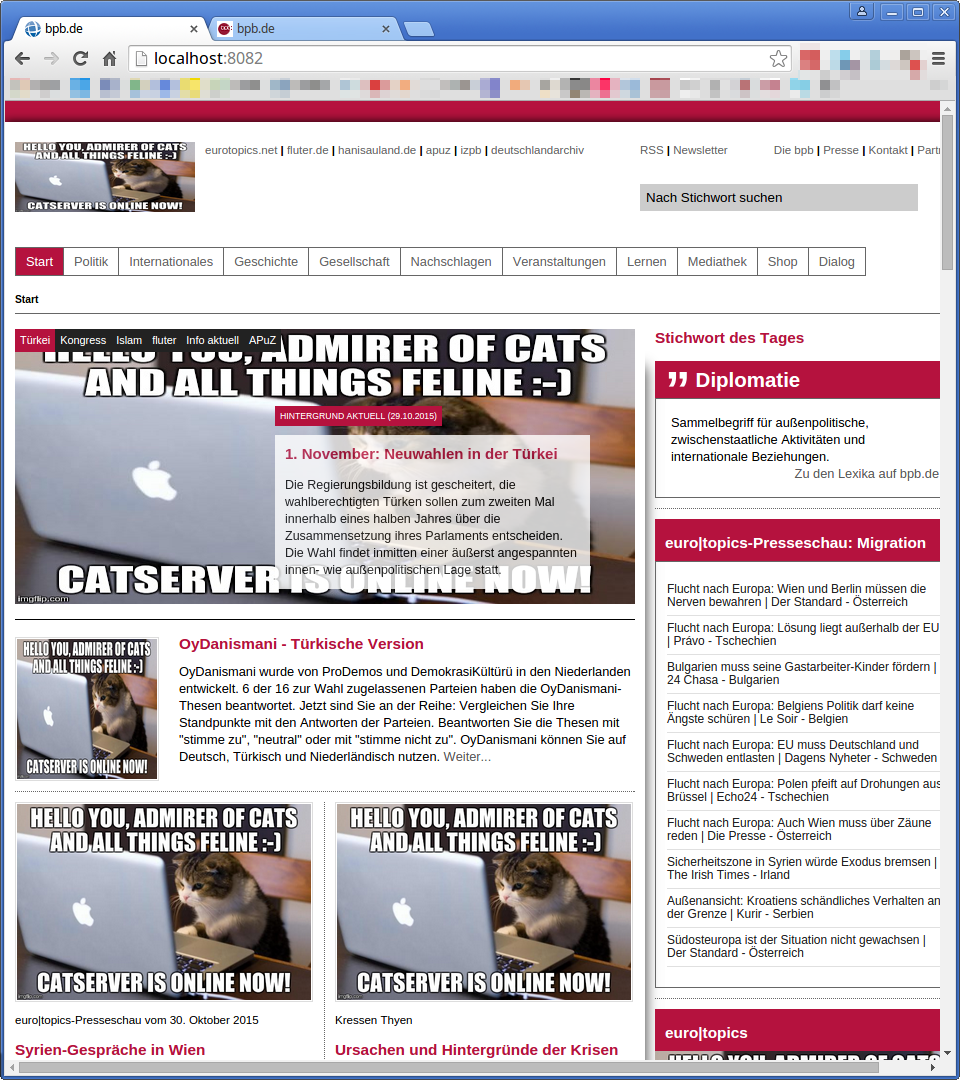 bpb.de
bpb.de
localhost:8082
HELLO YOU, ADMIRER OF CATS
AND ALL THINGS FELINE :-)
CATSERVER IS ONLINE NOW!
eurotopics.net | fluter.de | hanisauland.de | apuz | izpb | deutschlandarchiv
RSS | Newsletter
Die bpb | Presse | Kontakt | Partn
Nach Stichwort suchen
Start Politik Internationales Geschichte Gesellschaft Nachschlagen Veranstaltungen Lernen Mediathek Shop Dialog
Start
Türkei Kongress Islam fluter Info aktuell APuZ
HELLO YOU, ADMIRER OF CATS
AND ALL THINGS FELINE :-)
HINTERGRUND AKTUELL (29.10.2015)
1. November: Neuwahlen in der Türkei
Die Regierungsbildung ist gescheitert, die
wahlberechtigten Türken sollen zum zweiten Mal
innerhalb eines halben Jahres über die
Zusammensetzung ihres Parlaments entscheiden.
Die Wahl findet inmitten einer äußerst angespannten
innen- wie außenpolitischen Lage statt.
CATSERVER IS ONLINE NOW!
imgflip.com
HELLO YOU, ADMIRER OF CATS
AND ALL THINGS FELINE :-)
CATSERVER IS ONLINE NOW!
OyDanismani - Türkische Version
OyDanismani wurde von ProDemos und DemokrasiKültürü in den Niederlanden
entwickelt. 6 der 16 zur Wahl zugelassenen Parteien haben die OyDanismani-
Thesen beantwortet. Jetzt sind Sie an der Reihe: Vergleichen Sie Ihre
Standpunkte mit den Antworten der Parteien. Beantworten Sie die Thesen mit
"stimme zu", "neutral" oder mit "stimme nicht zu". OyDanismani können Sie auf
Deutsch, Türkisch und Niederländisch nutzen. Weiter...
HELLO YOU, ADMIRER OF CATS
AND ALL THINGS FELINE :-)
CATSERVER IS ONLINE NOW!
imgflip.com
euro|topics-Presseschau vom 30. Oktober 2015
Syrien-Gespräche in Wien
HELLO YOU, ADMIRER OF CATS
AND ALL THINGS FELINE :-)
CATSERVER IS ONLINE NOW!
imgflip.com
Kressen Thyen
Ursachen und Hintergründe der Krisen
Stichwort des Tages
" Diplomatie
Sammelbegriff für außenpolitische,
zwischenstaatliche Aktivitäten und
internationale Beziehungen.
Zu den Lexika auf bpb.de
euro|topics-Presseschau: Migration
Flucht nach Europa: Wien und Berlin müssen die
Nerven bewahren | Der Standard - Österreich
Flucht nach Europa: Lösung liegt außerhalb der EU
| Právo - Tschechien
Bulgarien muss seine Gastarbeiter-Kinder fördern |
24 Chasa - Bulgarien
Flucht nach Europa: Belgiens Politik darf keine
Ängste schüren | Le Soir - Belgien
Flucht nach Europa: EU muss Deutschland und
Schweden entlasten | Dagens Nyheter - Schweden
Flucht nach Europa: Polen pfeift auf Drohungen aus
Brüssel | Echo24 - Tschechien
Flucht nach Europa: Auch Wien muss über Zäune
reden | Die Presse - Österreich
Sicherheitszone in Syrien würde Exodus bremsen |
The Irish Times - Irland
Außenansicht: Kroatiens schändliches Verhalten an
der Grenze | Kurir - Serbien
Südosteuropa ist der Situation nicht gewachsen |
Der Standard - Österreich
euro|topics
HELLO YOU, ADMIRER OF CATS